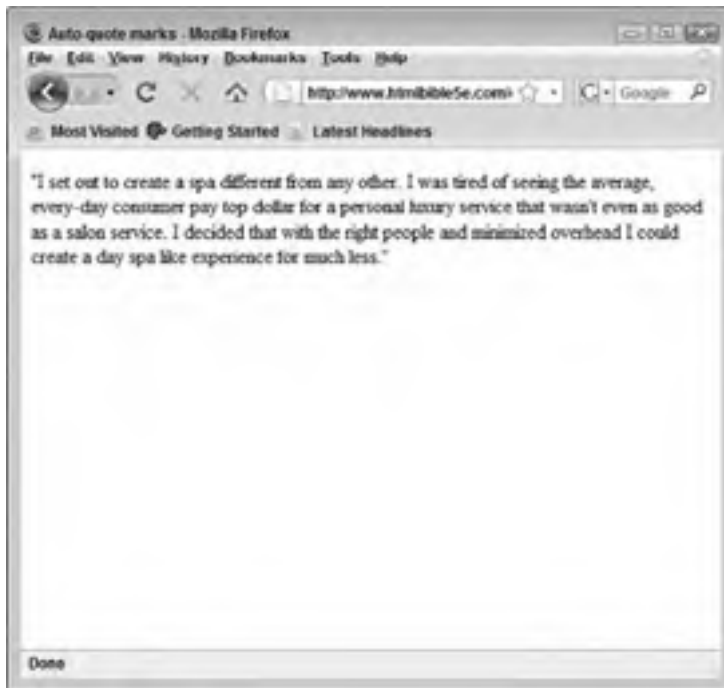 Auto quote marks - Mozilla Firefox
File Edit View History Bookmarks Tools Help
http://www.htmlbible5e.com/ Google
Most Visited Getting Started Latest Headlines
"I set out to create a spa different from any other. I was tired of seeing the average,
every-day consumer pay top dollar for a personal luxury service that wasn't even as good
as a salon service. I decided that with the right people and minimized overhead I could
create a day spa like experience for much less."
Done